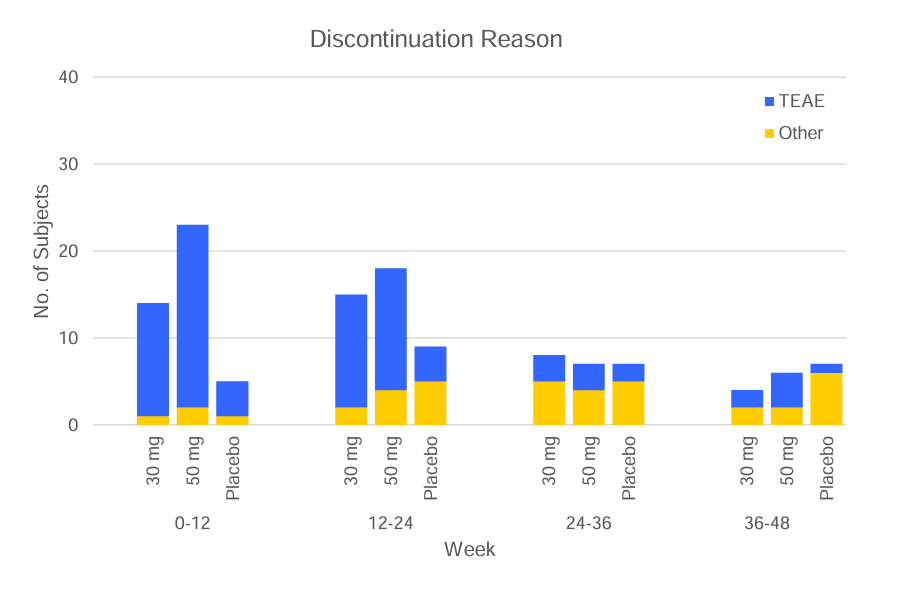 Discontinuation Reason
40
30
20
10
0
No. of Subjects
TEAE
Other
30 mg
50 mg
Placebo
30 mg
50 mg
Placebo
30 mg
50 mg
Placebo
30 mg
50 mg
Placebo
0-12
12-24
24-36
36-48
Week